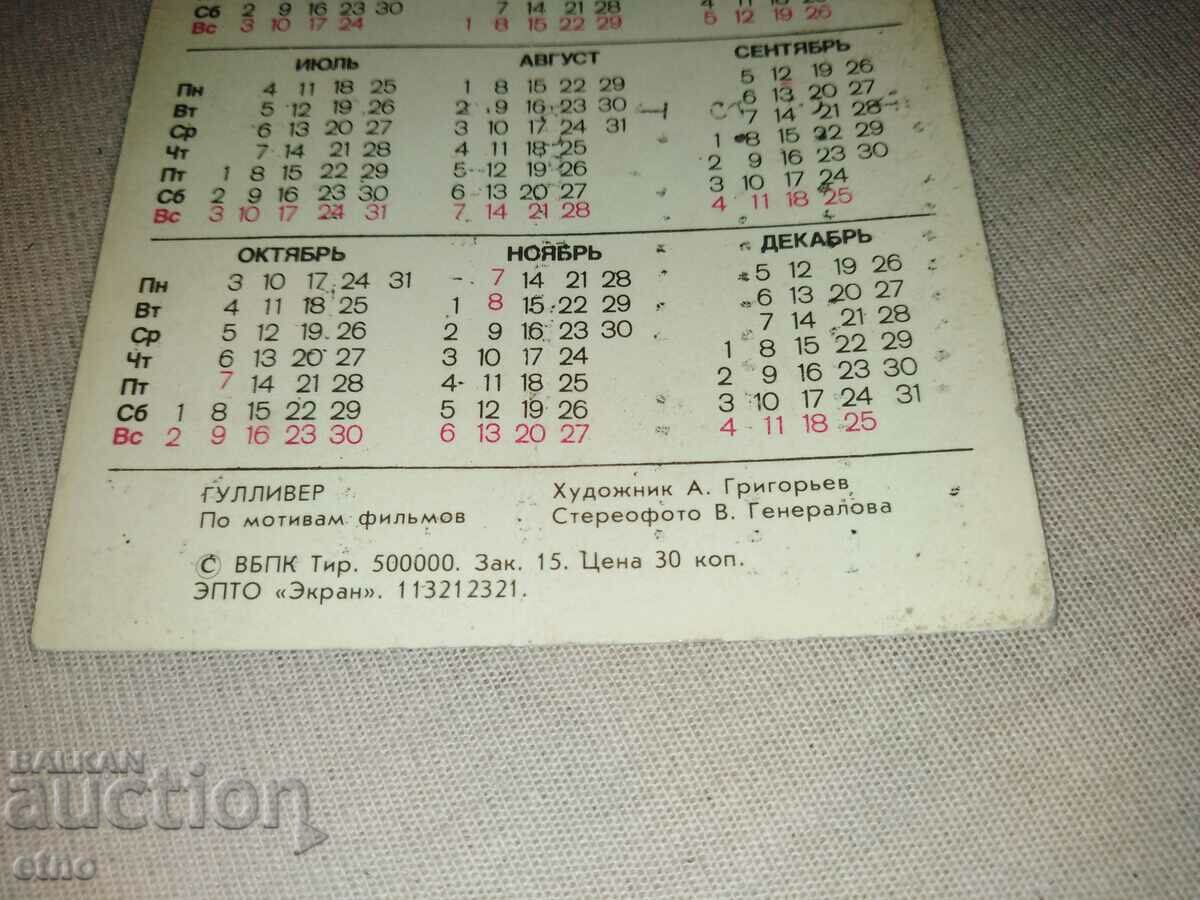 Сб 2 9 16 23 30 7 14 21 28 4 11 18 25
Вс 3 10 17 24 1 8 15 22 29 5 12 19 26
ИЮЛЬ АВГУСТ СЕНТЯБРЬ
Пн 4 11 18 25 1 8 15 22 29 5 12 19 26
Вт 5 12 19 26 2 9 16 23 30 6 13 20 27
Ср 6 13 20 27 3 10 17 24 31 7 14 21 28
Чт 7 14 21 28 4 11 18 25 1 8 15 22 29
Пт 1 8 15 22 29 5 12 19 26 2 9 16 23 30
Сб 2 9 16 23 30 6 13 20 27 3 10 17 24
Вс 3 10 17 24 31 7 14 21 28 4 11 18 25
ОКТЯБРЬ НОЯБРЬ ДЕКАБРЬ
Пн 3 10 17 24 31 7 14 21 28 5 12 19 26
Вт 4 11 18 25 1 8 15 22 29 6 13 20 27
Ср 5 12 19 26 2 9 16 23 30 7 14 21 28
Чт 6 13 20 27 3 10 17 24 1 8 15 22 29
Пт 7 14 21 28 4 11 18 25 2 9 16 23 30
Сб 1 8 15 22 29 5 12 19 26 3 10 17 24 31
Вс 2 9 16 23 30 6 13 20 27 4 11 18 25
ГУЛЛИВЕР Художник А. Григорьев
По мотивам фильмов Стереофото В. Генералова
© ВБПК Тир. 500000. Зак. 15. Цена 30 коп.
ЭПТО «Экран». 113212321.
BALKAN
auction
etno